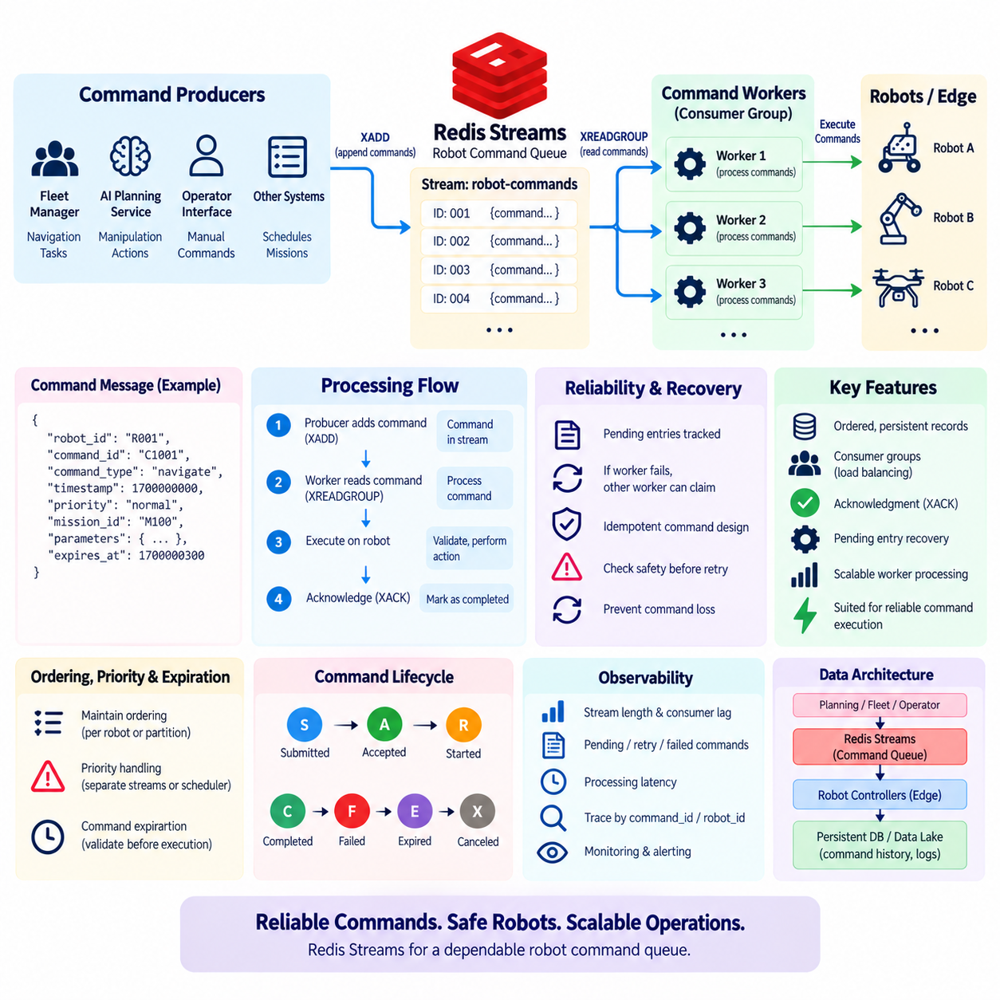 Command Producers
Fleet
Manager
Navigation
Tasks
AI Planning
Service
Manipulation
Actions
Operator
Interface
Manual
Commands
Other Systems
Schedules
Missions
XADD
(append commands)
Redis Streams
Robot Command Queue
Stream: robot-commands
ID: 001 {command... }
ID: 002 {command... }
ID: 003 {command... }
ID: 004 {command... }
...
XREADGROUP
(read commands)
Command Workers
(Consumer Group)
Worker 1
(process commands)
Worker 2
(process commands)
Worker 3
(process commands)
...
Execute
Commands
Robots / Edge
Robot A
Robot B
Robot C
...
Command Message (Example)
{
"robot_id": "R001",
"command_id": "C1001",
"command_type": "navigate",
"timestamp": 1700000000,
"priority": "normal",
"mission_id": "M100",
"parameters": { ... },
"expires_at": 1700000300
}
Processing Flow
1 Producer adds command
(XADD)
Command
in stream
2 Worker reads command
(XREADGROUP)
Process
command
3 Execute on robot
Validate, perform
action
4 Acknowledge (XACK)
Mark as completed
Reliability & Recovery
Pending entries tracked
If worker fails,
other worker can claim
Idempotent command design
Check safety before retry
Prevent command loss
Key Features
Ordered, persistent records
Consumer groups
(load balancing)
Acknowledgment (XACK)
Pending entry recovery
Scalable worker processing
Suited for reliable command
execution
Ordering, Priority & Expiration
Maintain ordering
(per robot or partition)
Priority handling
(separate streams or scheduler)
Command expirartion
(validate before execution)
Command Lifecycle
S A R
Submitted Accepted Started
C F E X
Completed Failed Expired Canceled
Observability
Stream length & consumer lag
Pending / retry / failed commands
Processing latency
Trace by command_id / robot_id
Monitoring & alerting
Data Architecture
Planning / Fleet / Operator
Redis Streams
(Command Queue)
Robot Controllers (Edge)
Persistent DB / Data Lake
(command history, logs)
Reliable Commands. Safe Robots. Scalable Operations.
Redis Streams for a dependable robot command queue.